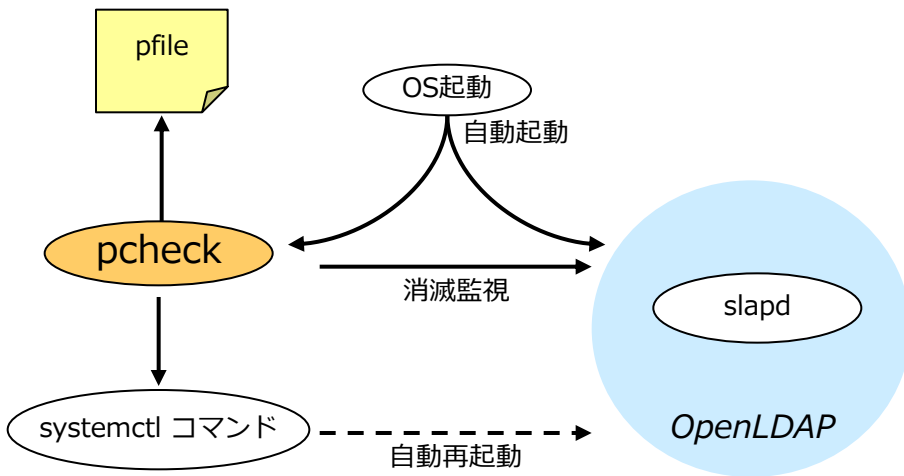 pfile
OS起動
自動起動
pcheck
消滅監視
slapd
systemctl コマンド
自動再起動
OpenLDAP